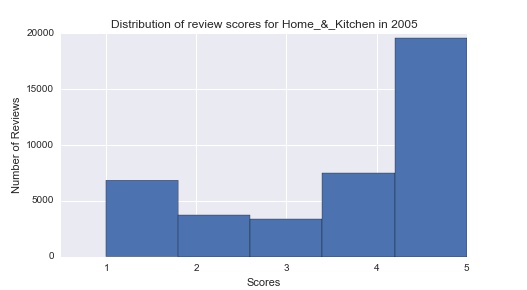 Distribution of review scores for Home_&_Kitchen in 2005
20000
15000
10000
5000
0
Number of Reviews
1 2 3 4 5
Scores